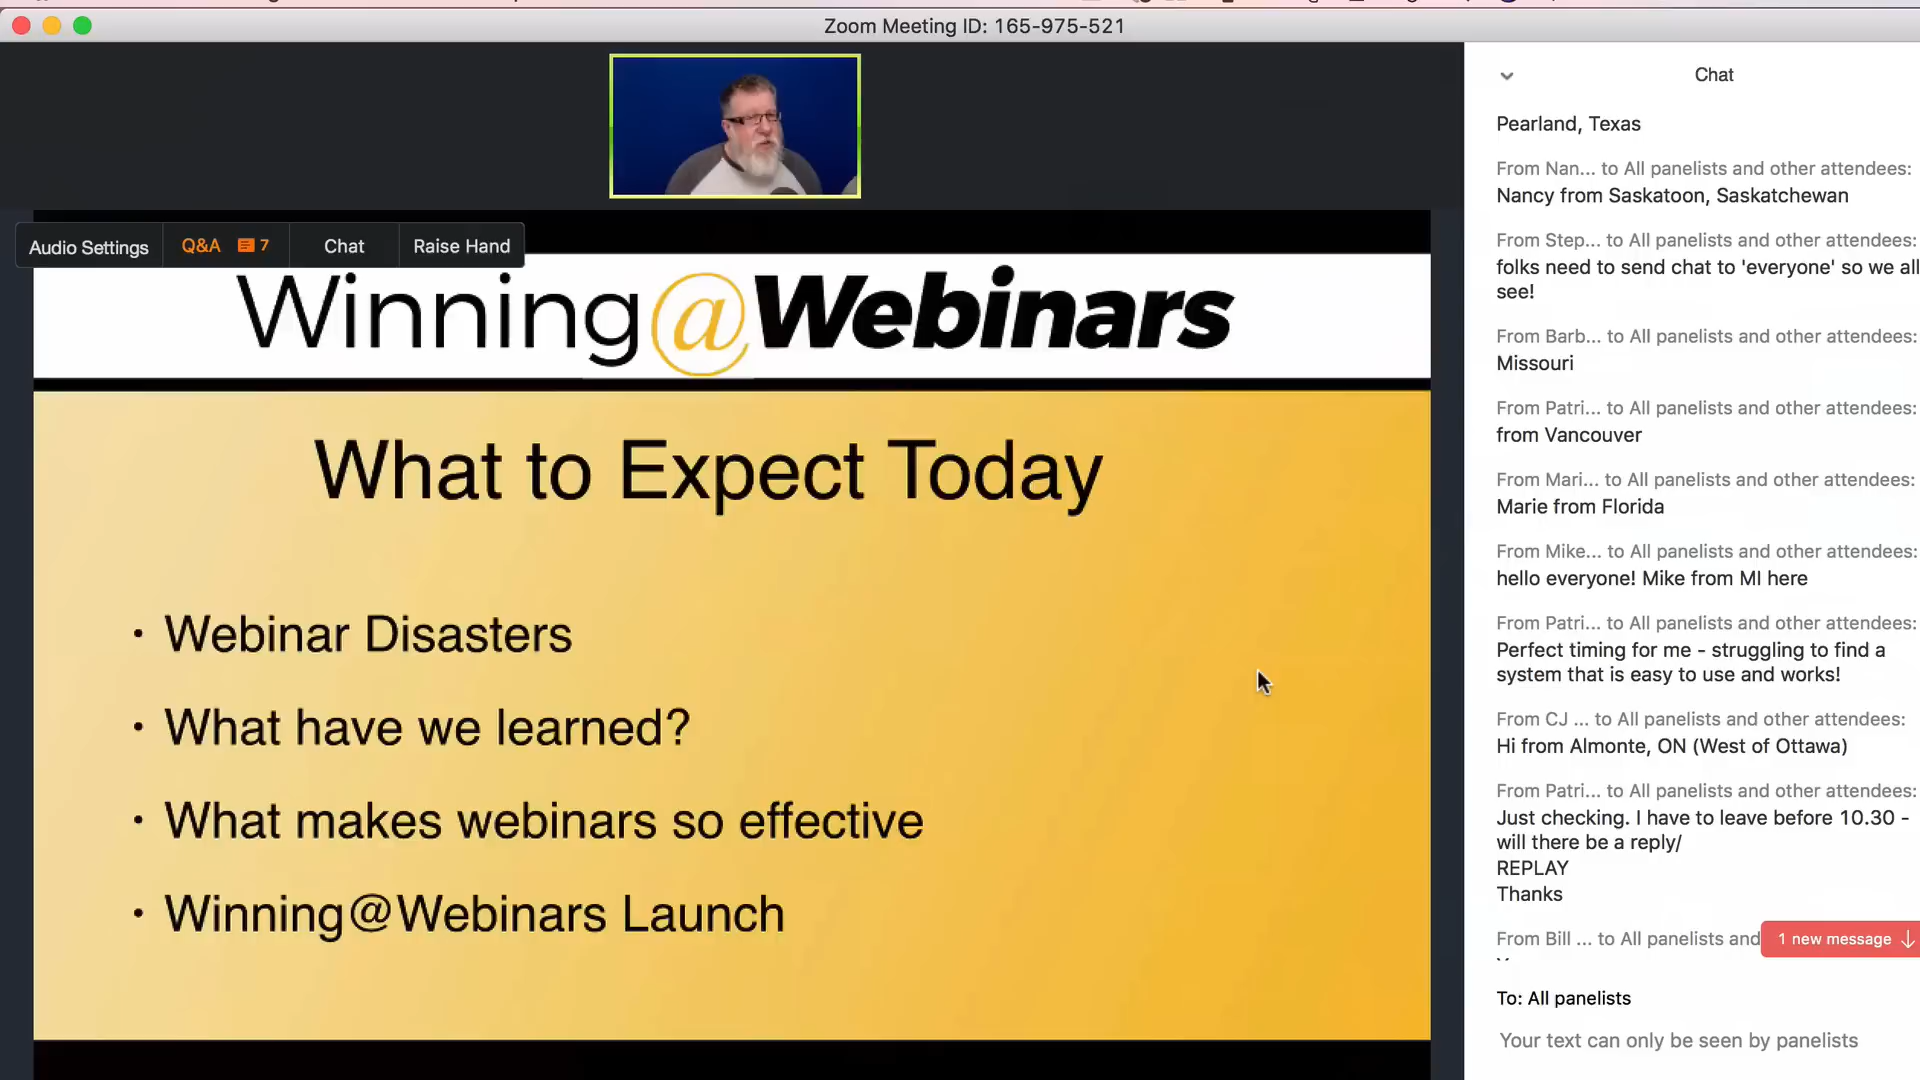 Zoom Meeting ID: 165-975-521
Audio Settings
Q&A 7
Chat
Raise Hand
Winning@Webinars
What to Expect Today
• Webinar Disasters
• What have we learned?
• What makes webinars so effective
• Winning@Webinars Launch
Chat
Pearland, Texas
From Nan... to All panelists and other attendees:
Nancy from Saskatoon, Saskatchewan
From Step... to All panelists and other attendees:
folks need to send chat to 'everyone' so we all
see!
From Barb... to All panelists and other attendees:
Missouri
From Patri... to All panelists and other attendees:
from Vancouver
From Mari... to All panelists and other attendees:
Marie from Florida
From Mike... to All panelists and other attendees:
hello everyone! Mike from MI here
From Patri... to All panelists and other attendees:
Perfect timing for me - struggling to find a
system that is easy to use and works!
From CJ ... to All panelists and other attendees:
Hi from Almonte, ON (West of Ottawa)
From Patri... to All panelists and other attendees:
Just checking. I have to leave before 10.30 -
will there be a reply/
REPLAY
Thanks
From Bill ... to All panelists and
1 new message
To: All panelists
Your text can only be seen by panelists